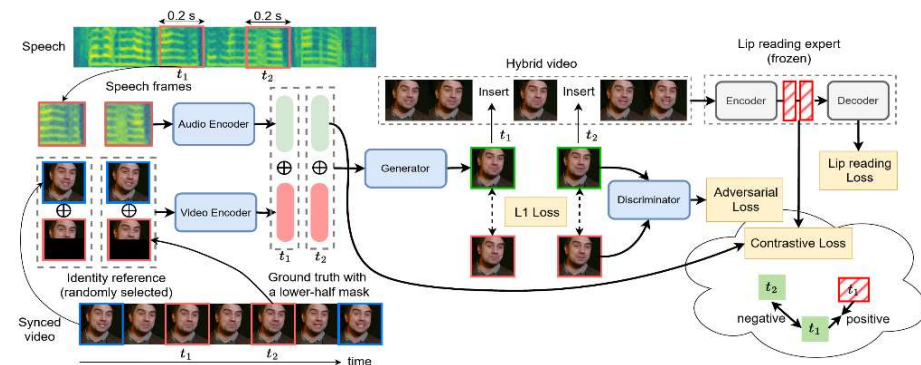 0.2 s
0.2 s
Speech
t₁
t₂
Speech frames
Audio Encoder
Video Encoder
⊕
⊕
⊕
⊕
t₁
t₂
Identity reference
(randomly selected)
Ground truth with
a lower-half mask
Synced
video
t₁
t₂
time
Generator
Hybrid video
Insert
Insert
t₁
t₂
L1 Loss
Discriminator
Adversarial
Loss
Lip reading expert
(frozen)
Encoder
Decoder
Lip reading
Loss
Contrastive Loss
t₂
t₁
negative
positive
t₁